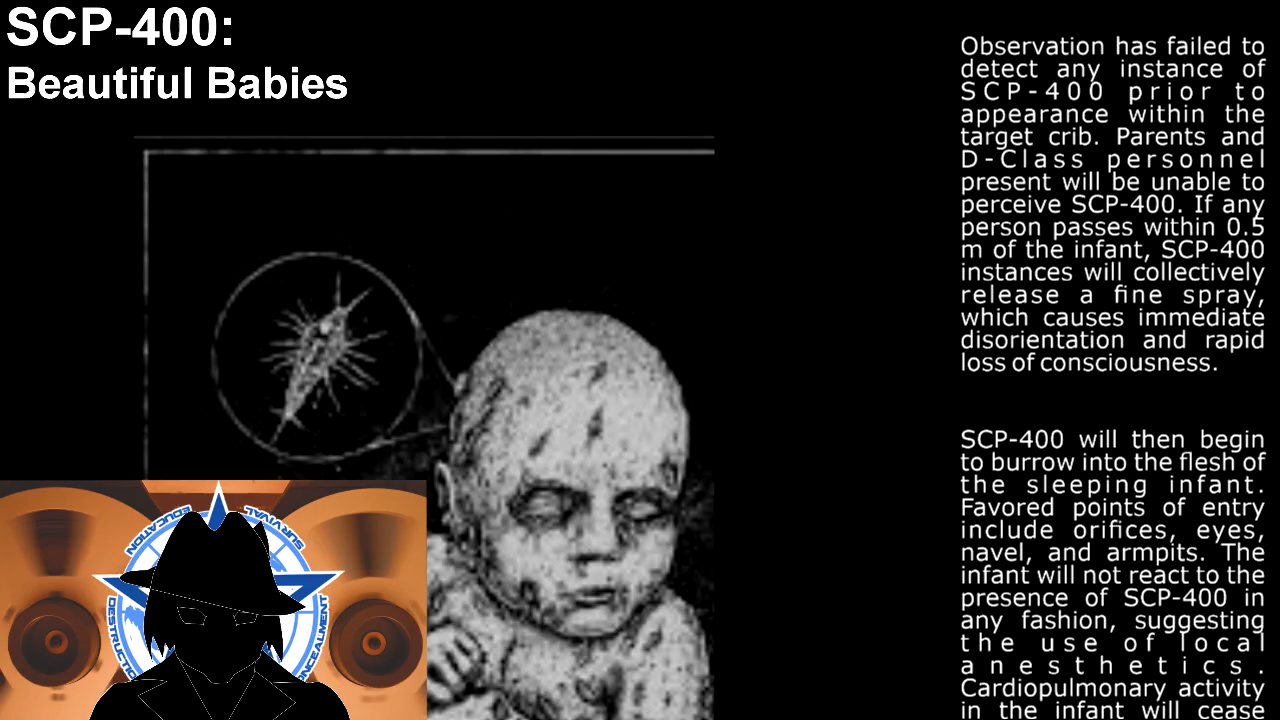 SCP-400:
Beautiful Babies
Observation has failed to
detect any instance of
SCP-400 prior to
appearance within the
target crib. Parents and
D-Class personnel
present will be unable to
perceive SCP-400. If any
person passes within 0.5
m of the infant, SCP-400
instances will collectively
release a fine spray,
which causes immediate
disorientation and rapid
loss of consciousness.
SCP-400 will then begin
to burrow into the flesh of
the sleeping infant.
Favored points of entry
include orifices, eyes,
navel, and armpits. The
infant will not react to the
presence of SCP-400 in
any fashion, suggesting
the use of local
anesthetics.
Cardiopulmonary activity
in the infant will cease
EDUCATION
SURVIVAL